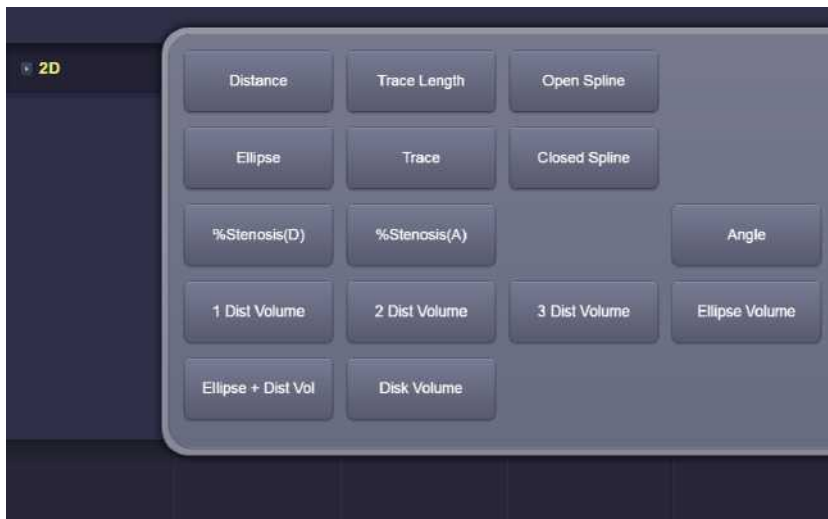 2D
Distance Trace Length Open Spline
Ellipse Trace Closed Spline
%Stenosis(D) %Stenosis(A) Angle
1 Dist Volume 2 Dist Volume 3 Dist Volume Ellipse Volume
Ellipse + Dist Vol Disk Volume